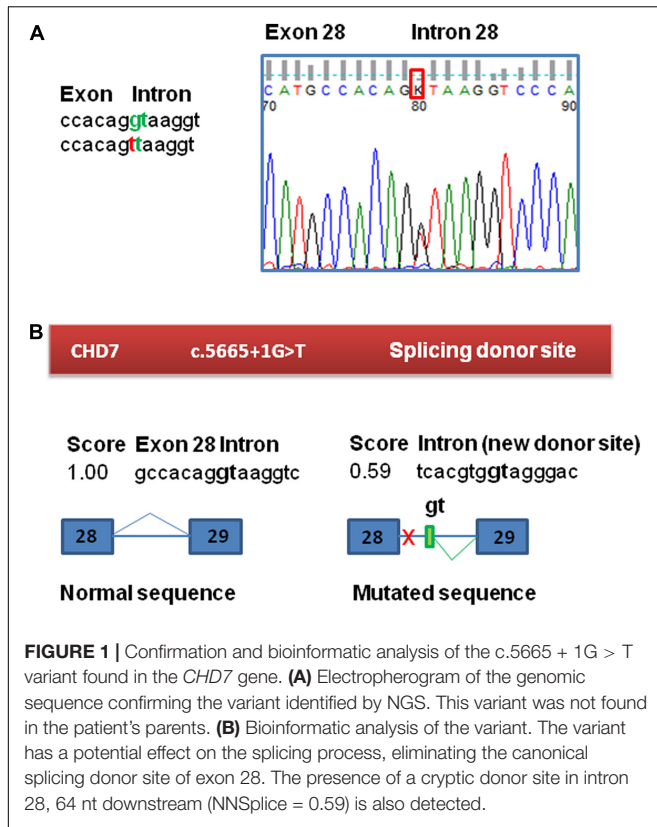 A
Exon 28 Intron 28
Exon Intron
ccacaggtaaggt
ccacagttaaggt
CATGCCACAGKTAAGGTCCCA
70 80 90
B
CHD7 c.5665+1G>T Splicing donor site
Score Exon 28 Intron
1.00 gccacaggtaaggtc
Score Intron (new donor site)
0.59 tcacgtggtagggac
gt
28 29
28 X 29
Normal sequence
Mutated sequence
FIGURE 1 | Confirmation and bioinformatic analysis of the c.5665 + 1G > T
variant found in the CHD7 gene. (A) Electropherogram of the genomic
sequence confirming the variant identified by NGS. This variant was not found
in the patient's parents. (B) Bioinformatic analysis of the variant. The variant
has a potential effect on the splicing process, eliminating the canonical
splicing donor site of exon 28. The presence of a cryptic donor site in intron
28, 64 nt downstream (NNSplice = 0.59) is also detected.